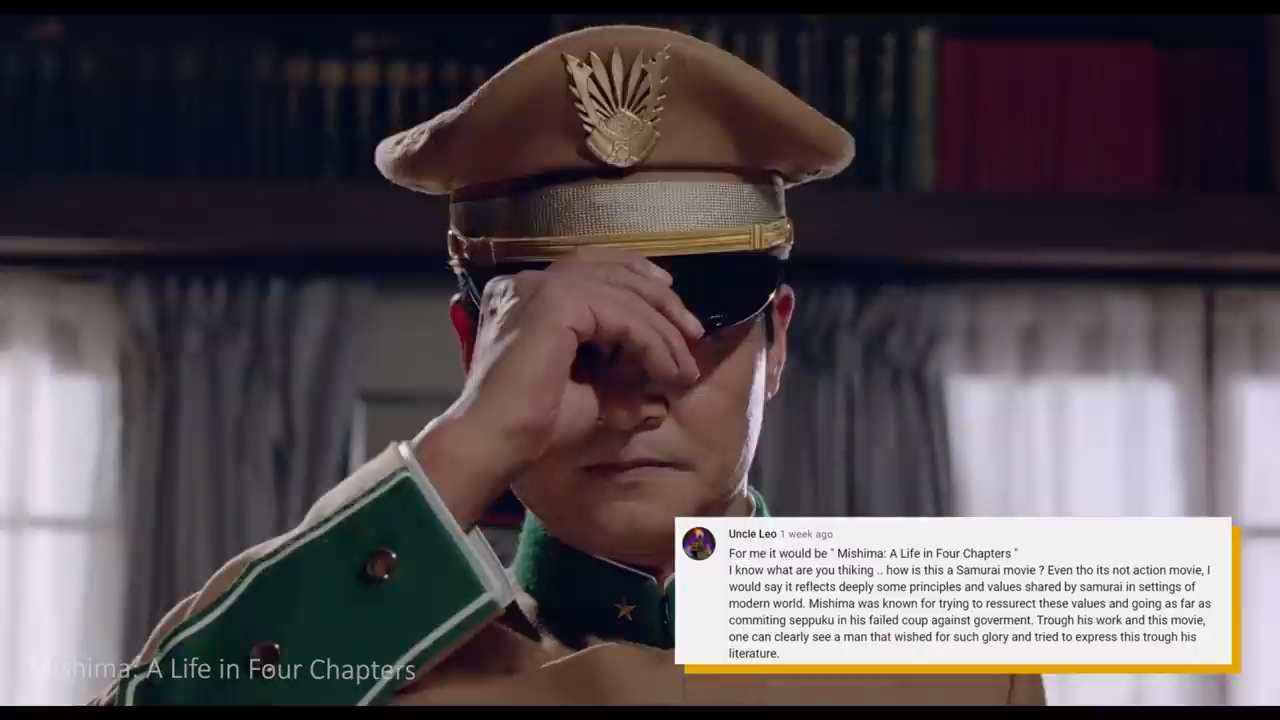 Uncle Leo 1 week ago
For me it would be " Mishima: A Life in Four Chapters "
I know what are you thiking .. how is this a Samurai movie ? Even tho its not action movie, I
would say it reflects deeply some principles and values shared by samurai in settings of
modern world. Mishima was known for trying to ressurect these values and going as far as
commiting seppuku in his failed coup against goverment. Trough his work and this movie,
one can clearly see a man that wished for such glory and tried to express this trough his
literature.
Mishima: A Life in Four Chapters